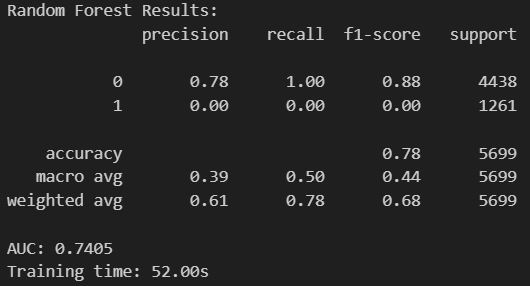 Random Forest Results:
precision recall f1-score support
0 0.78 1.00 0.88 4438
1 0.00 0.00 0.00 1261
accuracy 0.78 5699
macro avg 0.39 0.50 0.44 5699
weighted avg 0.61 0.78 0.68 5699
AUC: 0.7405
Training time: 52.00s